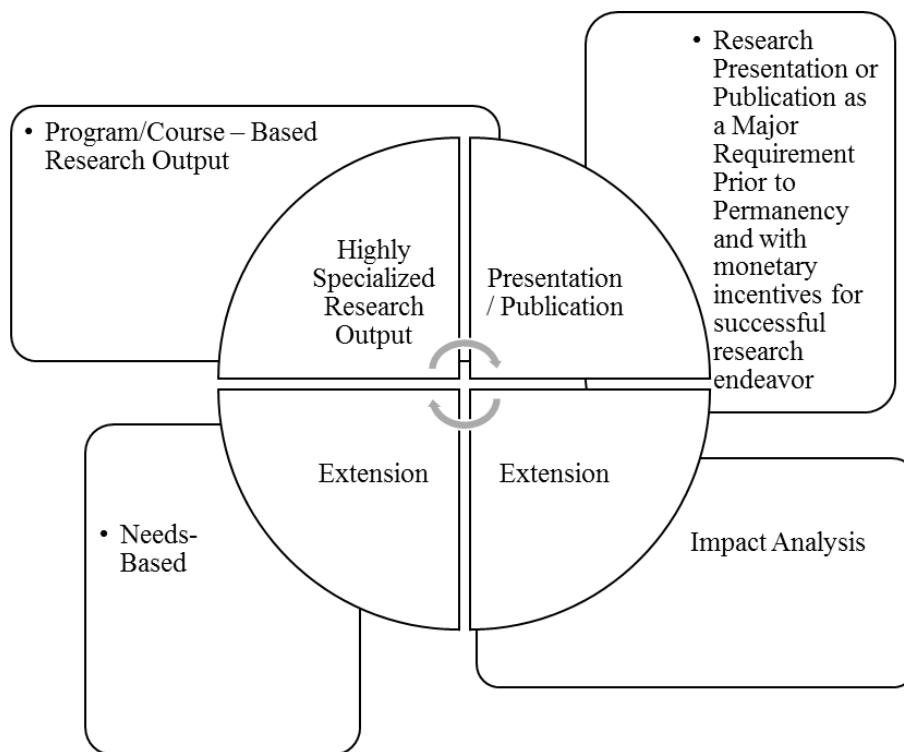 • Program/Course – Based
Research Output
• Research
Presentation or
Publication as
a Major
Requirement
Prior to
Permanency
and with
monetary
incentives for
successful
research
endeavor
Highly
Specialized
Research
Output
Presentation
/ Publication
Extension
Extension
• Needs-
Based
Impact Analysis